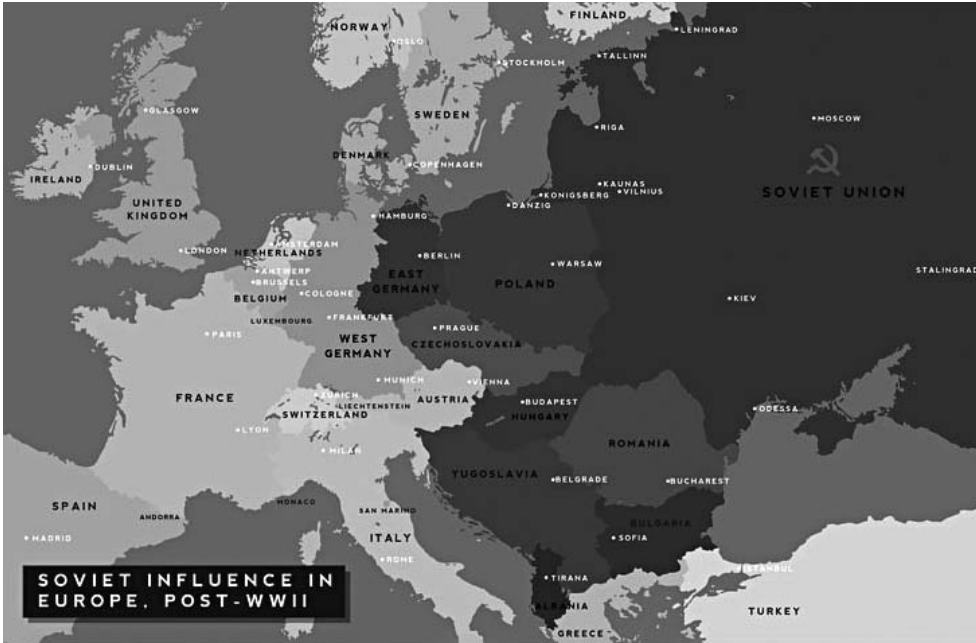 NORWAY
OSLO
FINLAND
LENINGRAD
STOCKHOLM
TALLINN
GLASGOW
SWEDEN
RIGA
MOSCOW
DUBLIN
IRELAND
DENMARK
COPENHAGEN
KAUNAS
VILNIUS
SOVIET UNION
KONIGSBERG
DANZIG
UNITED
KINGDOM
HAMBURG
LONDON
AMSTERDAM
NETHERLANDS
BERLIN
WARSAW
STALINGRAD
ANTWERP
BRUSSELS
EAST
GERMANY
POLAND
BELGIUM
COLOGNE
KIEV
LUXEMBOURG
FRANKFURT
PARIS
PRAGUE
WEST
GERMANY
CZECHOSLOVAKIA
MUNICH
VIENNA
FRANCE
ZURICH
LIECHTENSTEIN
AUSTRIA
SWITZERLAND
BUDAPEST
HUNGARY
ODESSA
LYON
MILAN
ROMANIA
YUGOSLAVIA
BELGRADE
BUCHAREST
SPAIN
MONACO
ANDORRA
SAN MARINO
BULGARIA
MADRID
ITALY
SOFIA
ROME
ISTANBUL
TIRANA
SOVIET INFLUENCE IN
EUROPE, POST-WWII
ALBANIA
TURKEY
GREECE